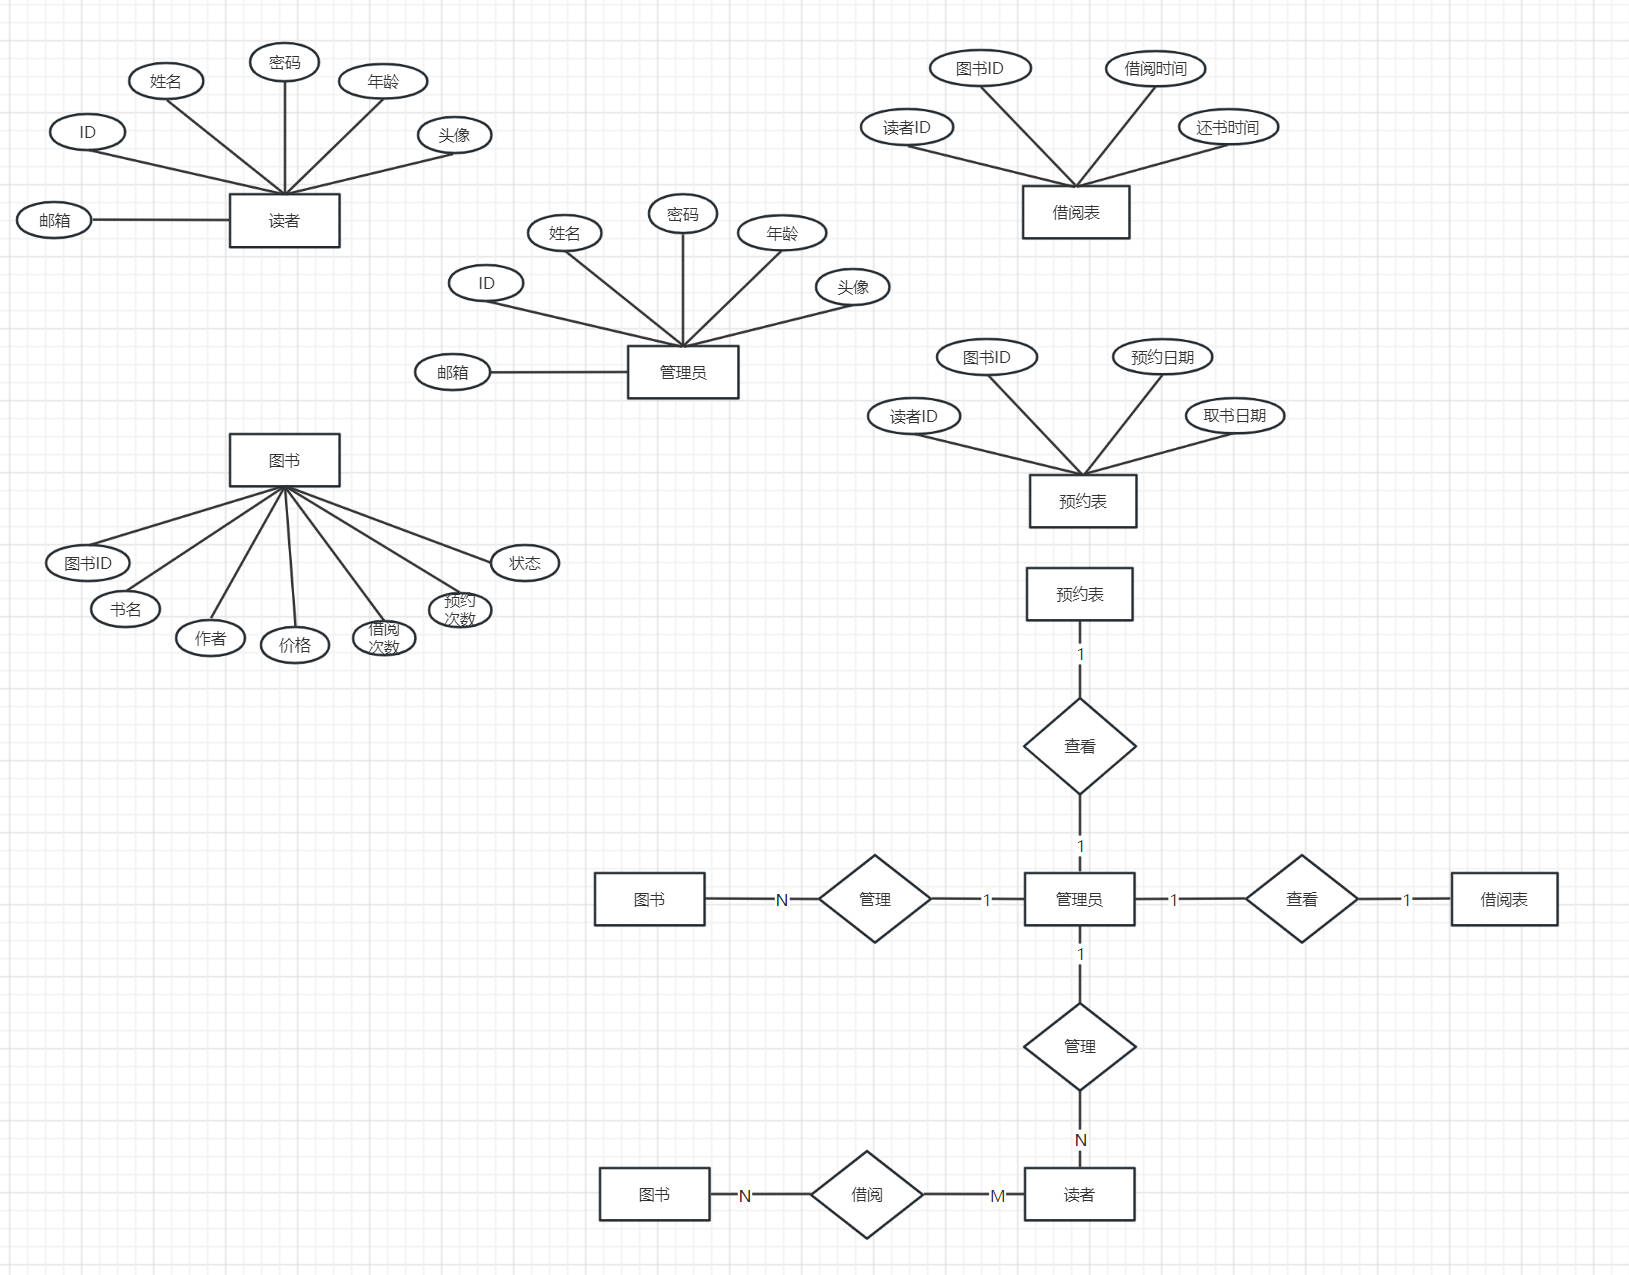 密码
姓名
年龄
ID
头像
邮箱
读者
图书ID
借阅时间
读者ID
还书时间
借阅表
密码
姓名
年龄
ID
头像
邮箱
管理员
图书ID
预约日期
读者ID
取书日期
预约表
图书
图书ID
书名
作者
价格
借阅
次数
预约
次数
状态
预约表
1
查看
1
图书
N
管理
1
管理员
1
查看
1
借阅表
1
管理
N
图书
N
借阅
M
读者